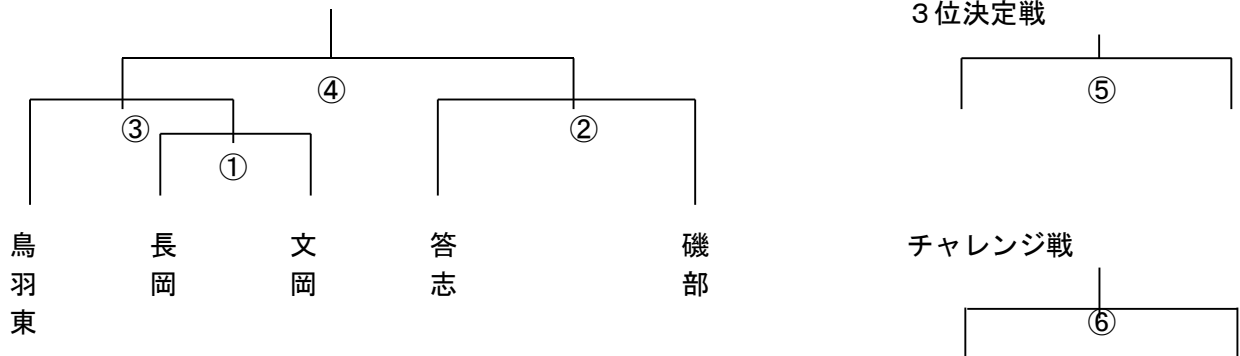 ３位決定戦
④
⑤
③
②
①
鳥羽東
長岡
文岡
答志
磯部
チャレンジ戦
⑥